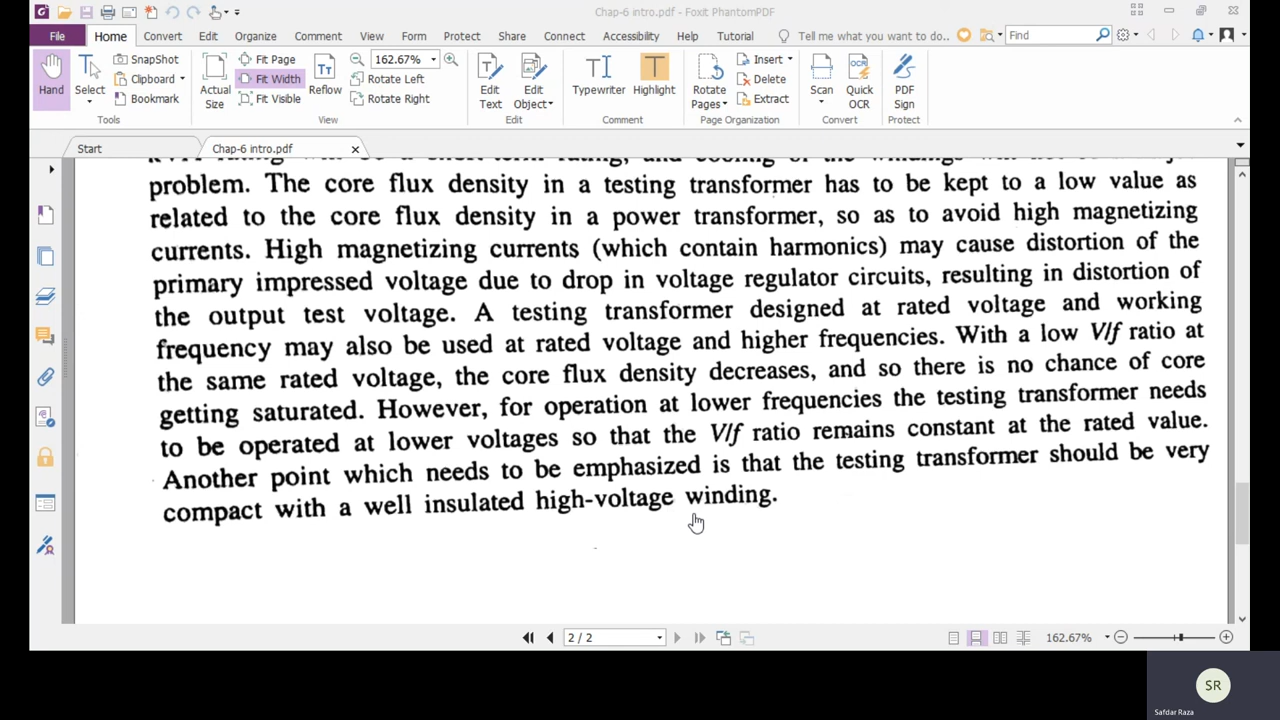 Chap-6 intro.pdf - Foxit PhantomPDF
File Home Convert Edit Organize Comment View Form Protect Share Connect Accessibility Help Tutorial Tell me what you want to do.. Find
Hand Select SnapShot Clipboard Bookmark
Tools
Actual Size Fit Page Fit Width Fit Visible Reflow 162.67% Rotate Left Rotate Right
View
Edit Text Edit Object
Edit
Typewriter Highlight
Comment
Rotate Pages Insert Delete Extract
Page Organization
Scan Quick OCR
Convert
PDF Sign
Protect
Start Chap-6 intro.pdf
problem. The core flux density in a testing transformer has to be kept to a low value as
related to the core flux density in a power transformer, so as to avoid high magnetizing
currents. High magnetizing currents (which contain harmonics) may cause distortion of the
primary impressed voltage due to drop in voltage regulator circuits, resulting in distortion of
the output test voltage. A testing transformer designed at rated voltage and working
frequency may also be used at rated voltage and higher frequencies. With a low V/f ratio at
the same rated voltage, the core flux density decreases, and so there is no chance of core
getting saturated. However, for operation at lower frequencies the testing transformer needs
to be operated at lower voltages so that the V/f ratio remains constant at the rated value.
Another point which needs to be emphasized is that the testing transformer should be very
compact with a well insulated high-voltage winding.
2 / 2
162.67%
SR
Safdar Raza